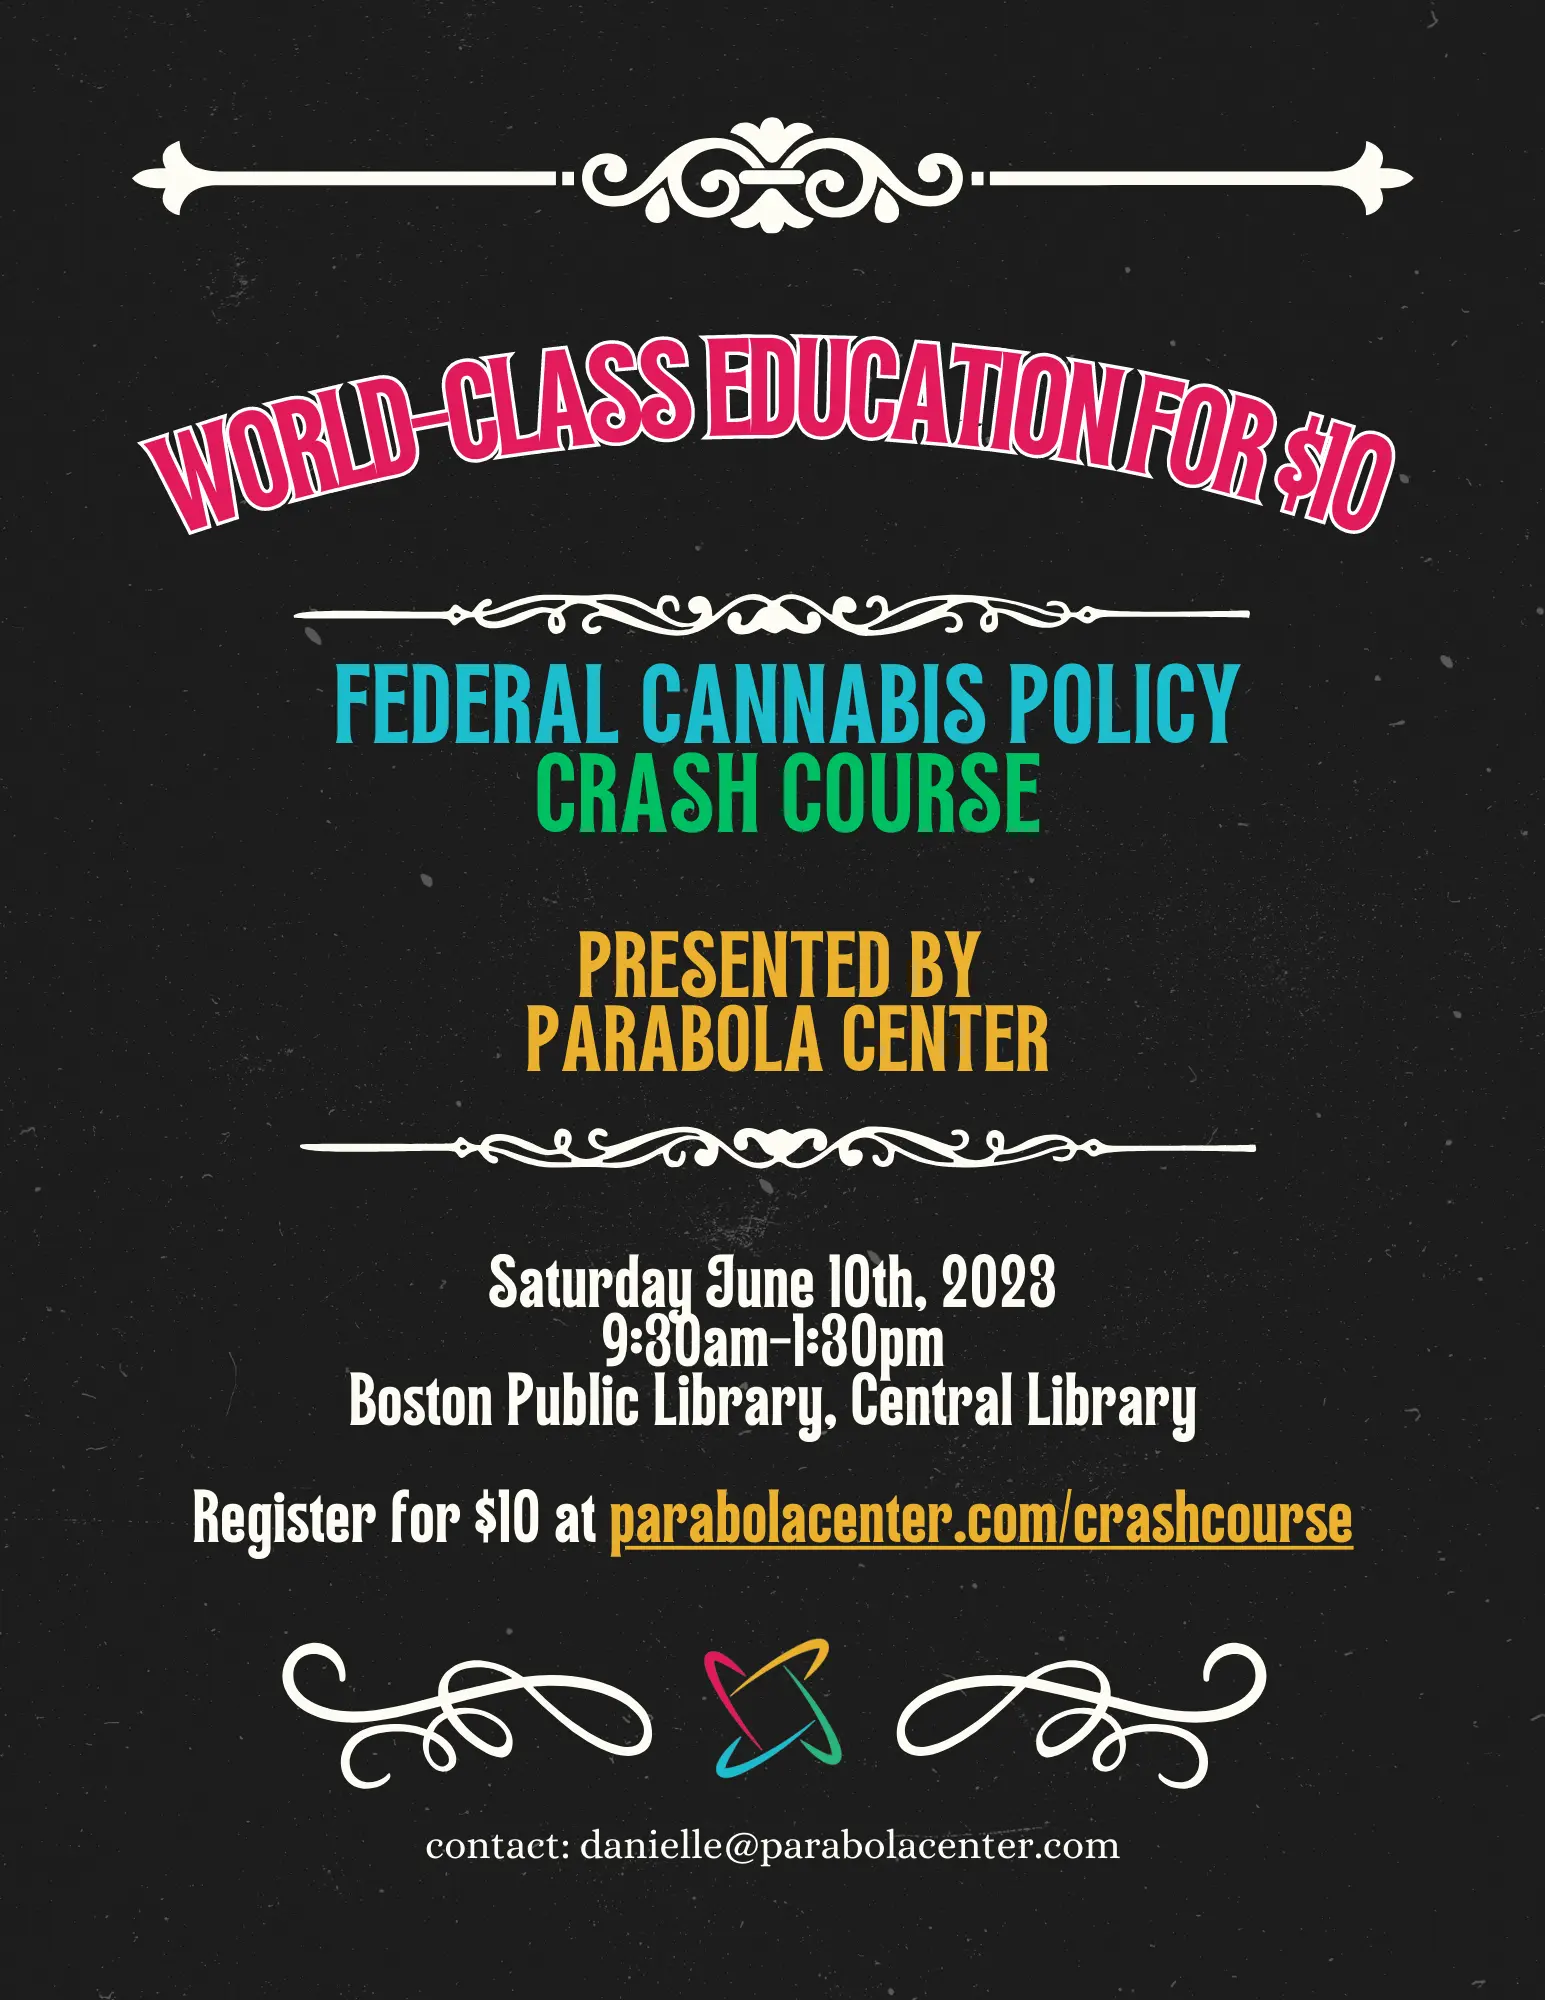 WORLD-CLASS EDUCATION FOR $10
FEDERAL CANNABIS POLICY
CRASH COURSE
PRESENTED BY
PARABOLA CENTER
Saturday June 10th, 2023
9:30am-1:30pm
Boston Public Library, Central Library
Register for $10 at parabolacenter.com/crashcourse
contact: danielle@parabolacenter.com